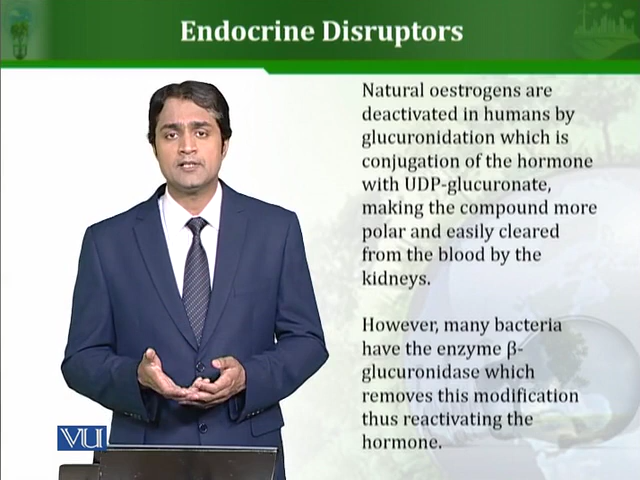 Endocrine Disruptors
Natural oestrogens are
deactivated in humans by
glucuronidation which is
conjugation of the hormone
with UDP-glucuronate,
making the compound more
polar and easily cleared
from the blood by the
kidneys.
However, many bacteria
have the enzyme β-
glucuronidase which
removes this modification
thus reactivating the
hormone.
VU